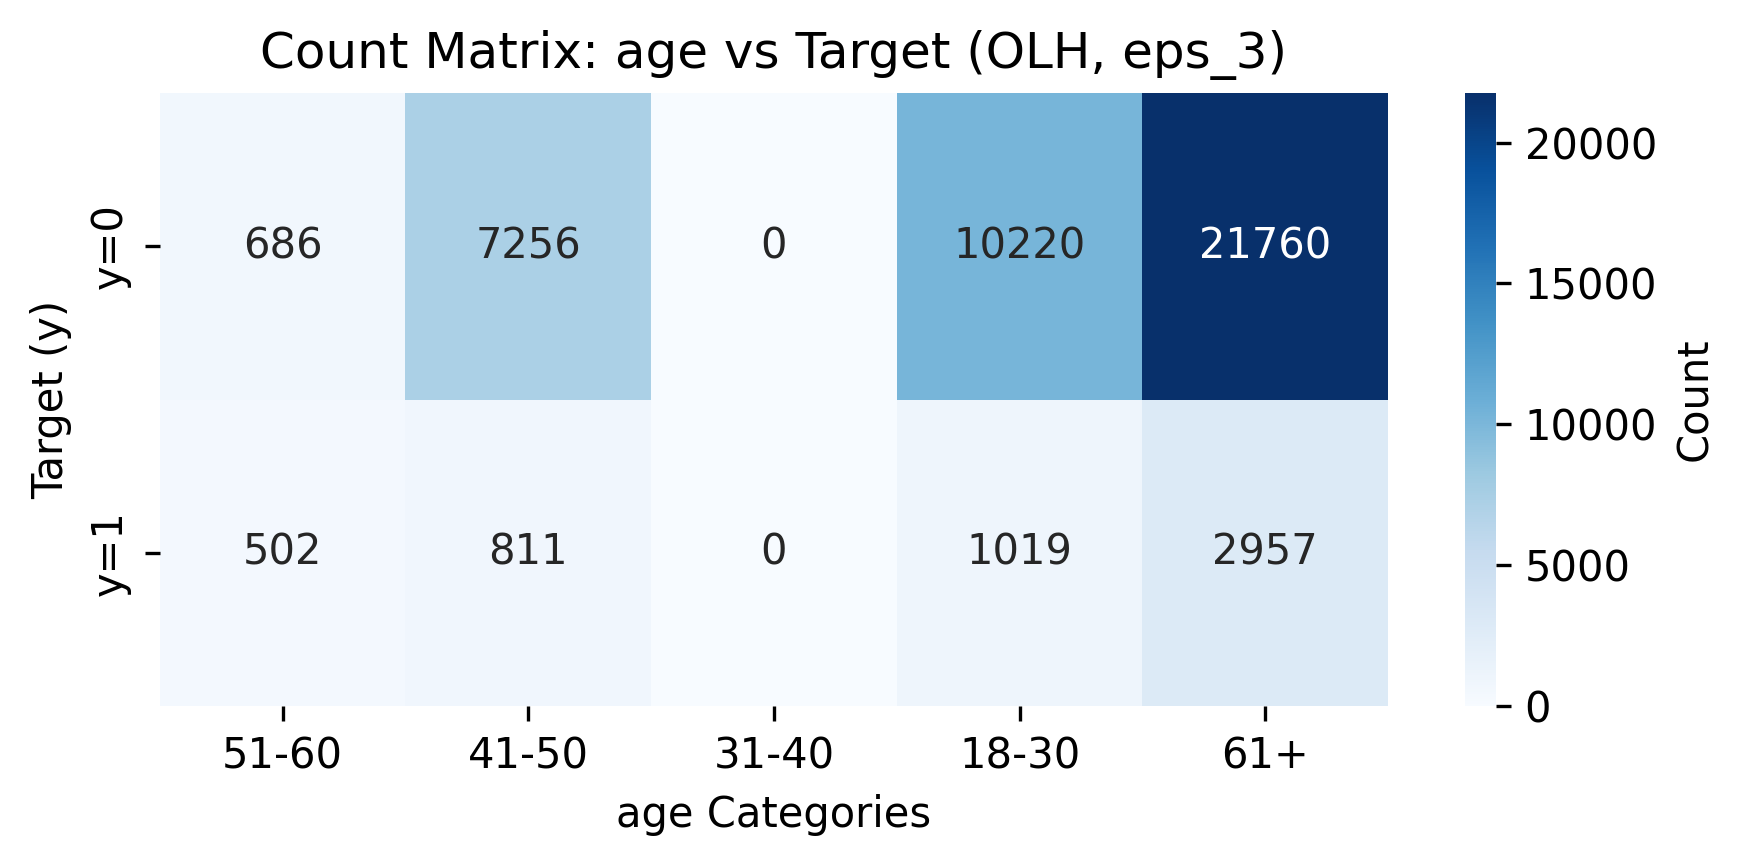 Count Matrix: age vs Target (OLH, eps_3)
Target (y)
y=0
686 7256 0 10220 21760
y=1
502 811 0 1019 2957
51-60 41-50 31-40 18-30 61+
age Categories
20000
15000
10000
5000
0
Count